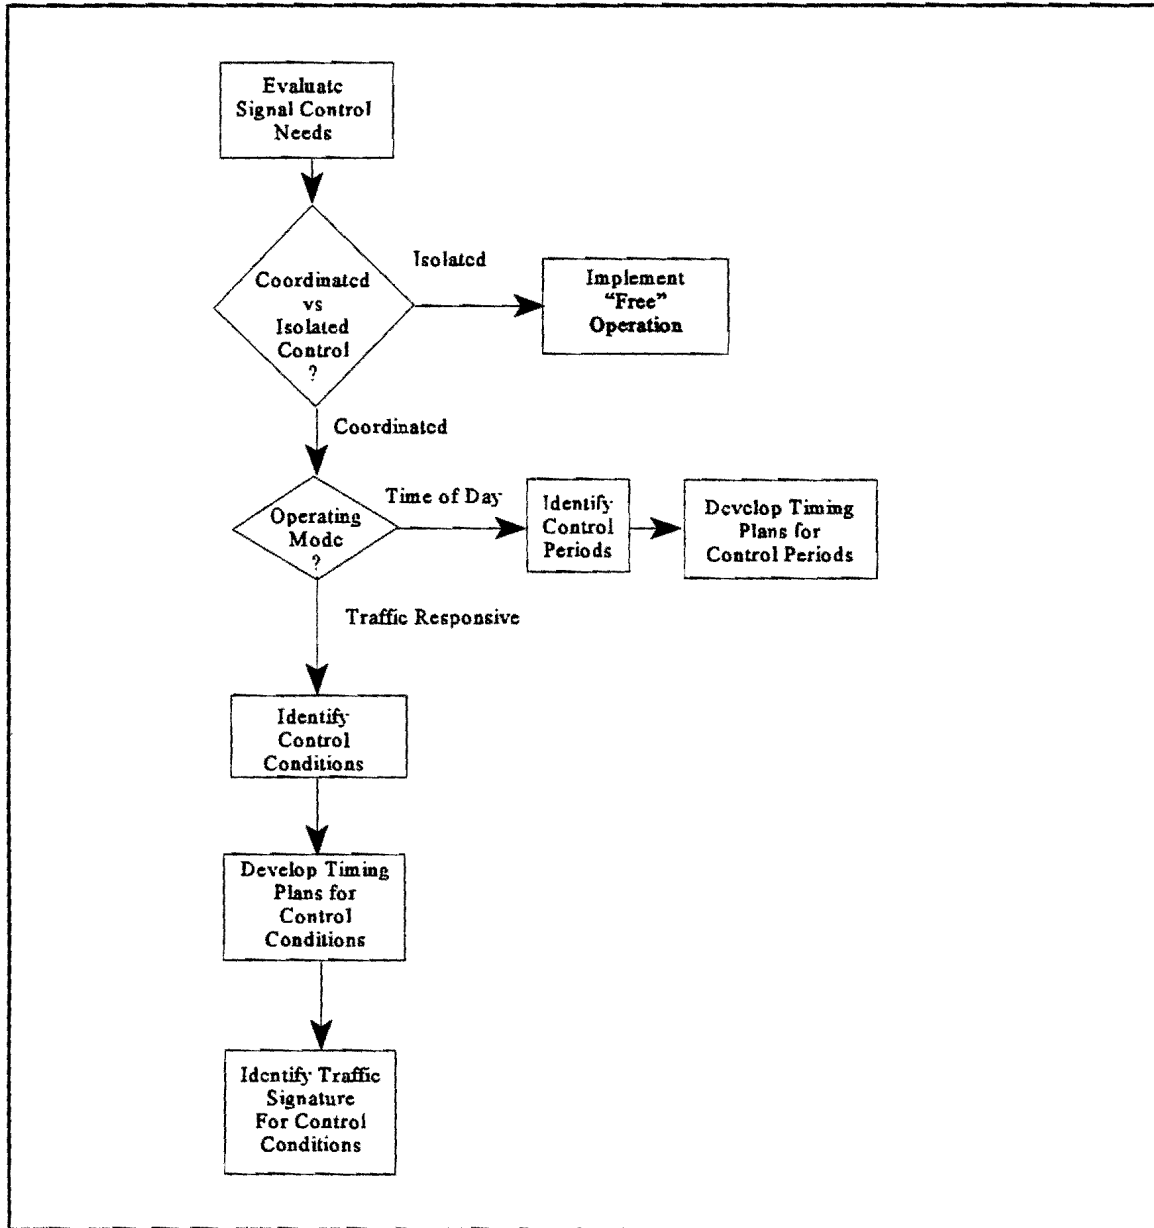 Evaluate
Signal Control
Needs
Coordinated
vs
Isolated
Control
?
Isolated
Implement
“Free”
Operation
Coordinated
Operating
Mode
?
Time of Day
Identify
Control
Periods
Develop Timing
Plans for
Control Periods
Traffic Responsive
Identify
Control
Conditions
Develop Timing
Plans for
Control
Conditions
Identify Traffic
Signature
For Control
Conditions